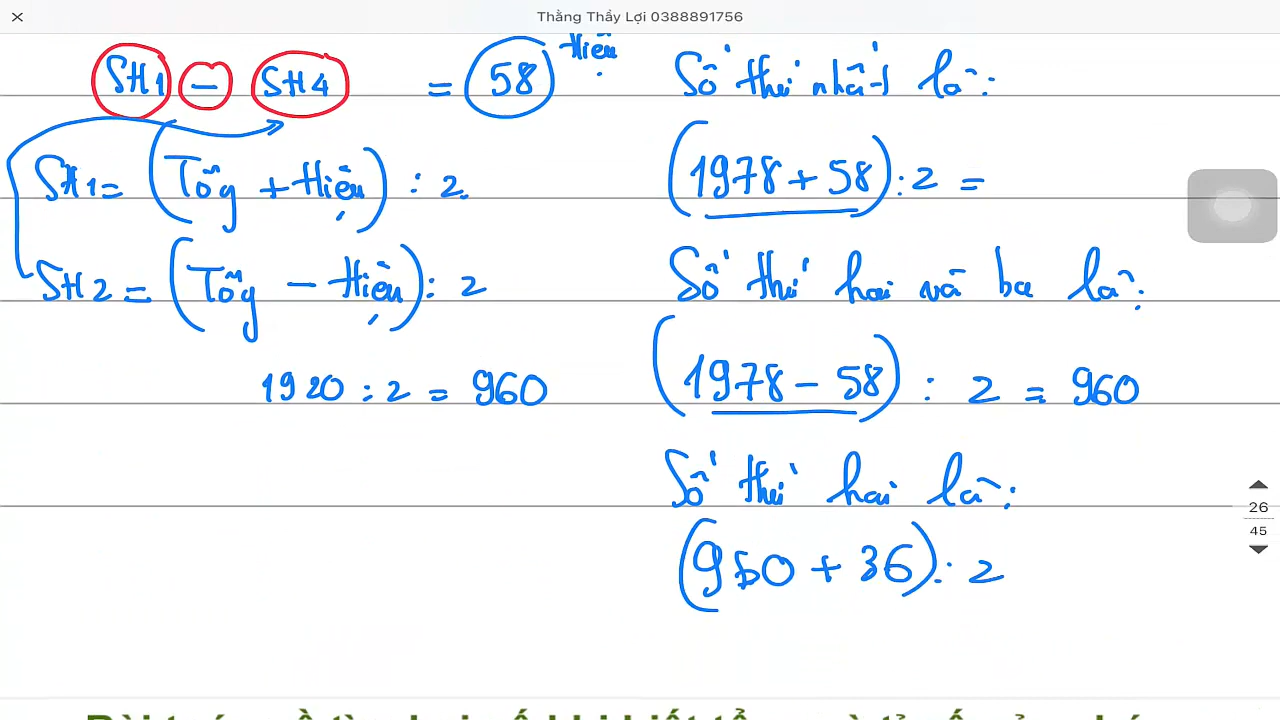 Thằng Thầy Lợi 0388891756
SH1 - SH4 = 58 Hiệu
SH1 = (Tổg + Hiệu) : 2
SH2 = (Tổg - Hiệu) : 2
1920 : 2 = 960
Số thứ nhất là:
(1978 + 58) : 2 =
Số thứ hai và ba là:
(1978 - 58) : 2 = 960
Số thứ hai là:
(960 + 36) : 2
26
45